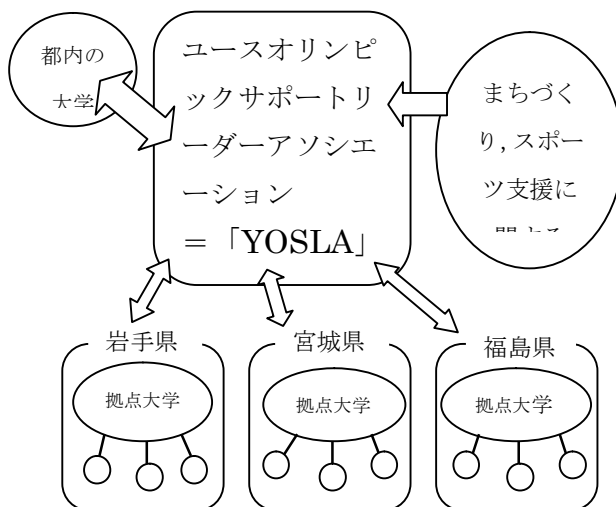 都内の
大学
ユースオリンピ
ックサポートリ
ーダーアソシエ
ーション
＝「YOSLA」
まちづく
り,スポー
ツ支援に
岩手県
宮城県
福島県
拠点大学
拠点大学
拠点大学